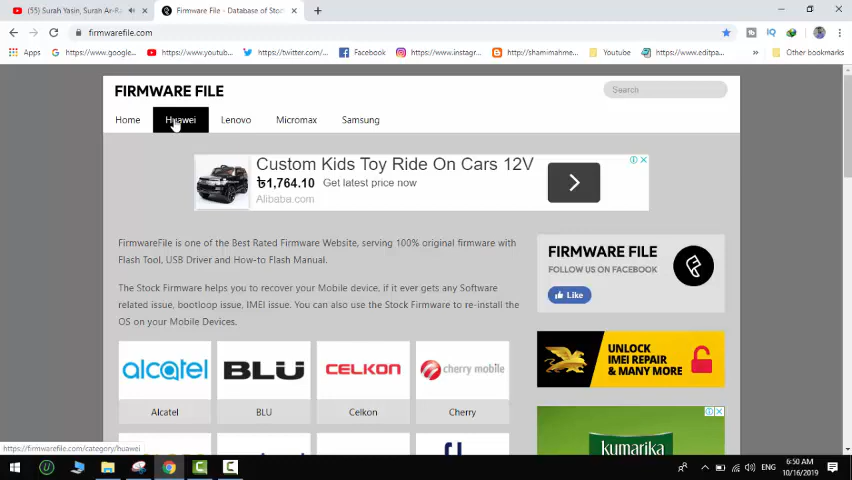 (55) Surah Yasin, Surah Ar-Ra
Firmware File - Database of Stoc
firmwarefile.com
Apps
https://www.google...
https://www.youtub...
https://twitter.com/...
Facebook
https://www.instagr...
http://shamimahme...
Youtube
https://www.editpa...
Other bookmarks
FIRMWARE FILE
Search
Home
Huawei
Lenovo
Micromax
Samsung
Custom Kids Toy Ride On Cars 12V
৳1,764.10 Get latest price now
Alibaba.com
FirmwareFile is one of the Best Rated Firmware Website, serving 100% original firmware with
Flash Tool, USB Driver and How-to Flash Manual.
The Stock Firmware helps you to recover your Mobile device, if it ever gets any Software
related issue, bootloop issue, IMEI issue. You can also use the Stock Firmware to re-install the
OS on your Mobile Devices.
FIRMWARE FILE
FOLLOW US ON FACEBOOK
Like
alcatel
BLU
CELKON
cherry mobile
Alcatel
BLU
Celkon
Cherry
UNLOCK
IMEI REPAIR
& MANY MORE
kumarika
https://firmwarefile.com/category/huawei
ENG
6:50 AM
10/16/2019